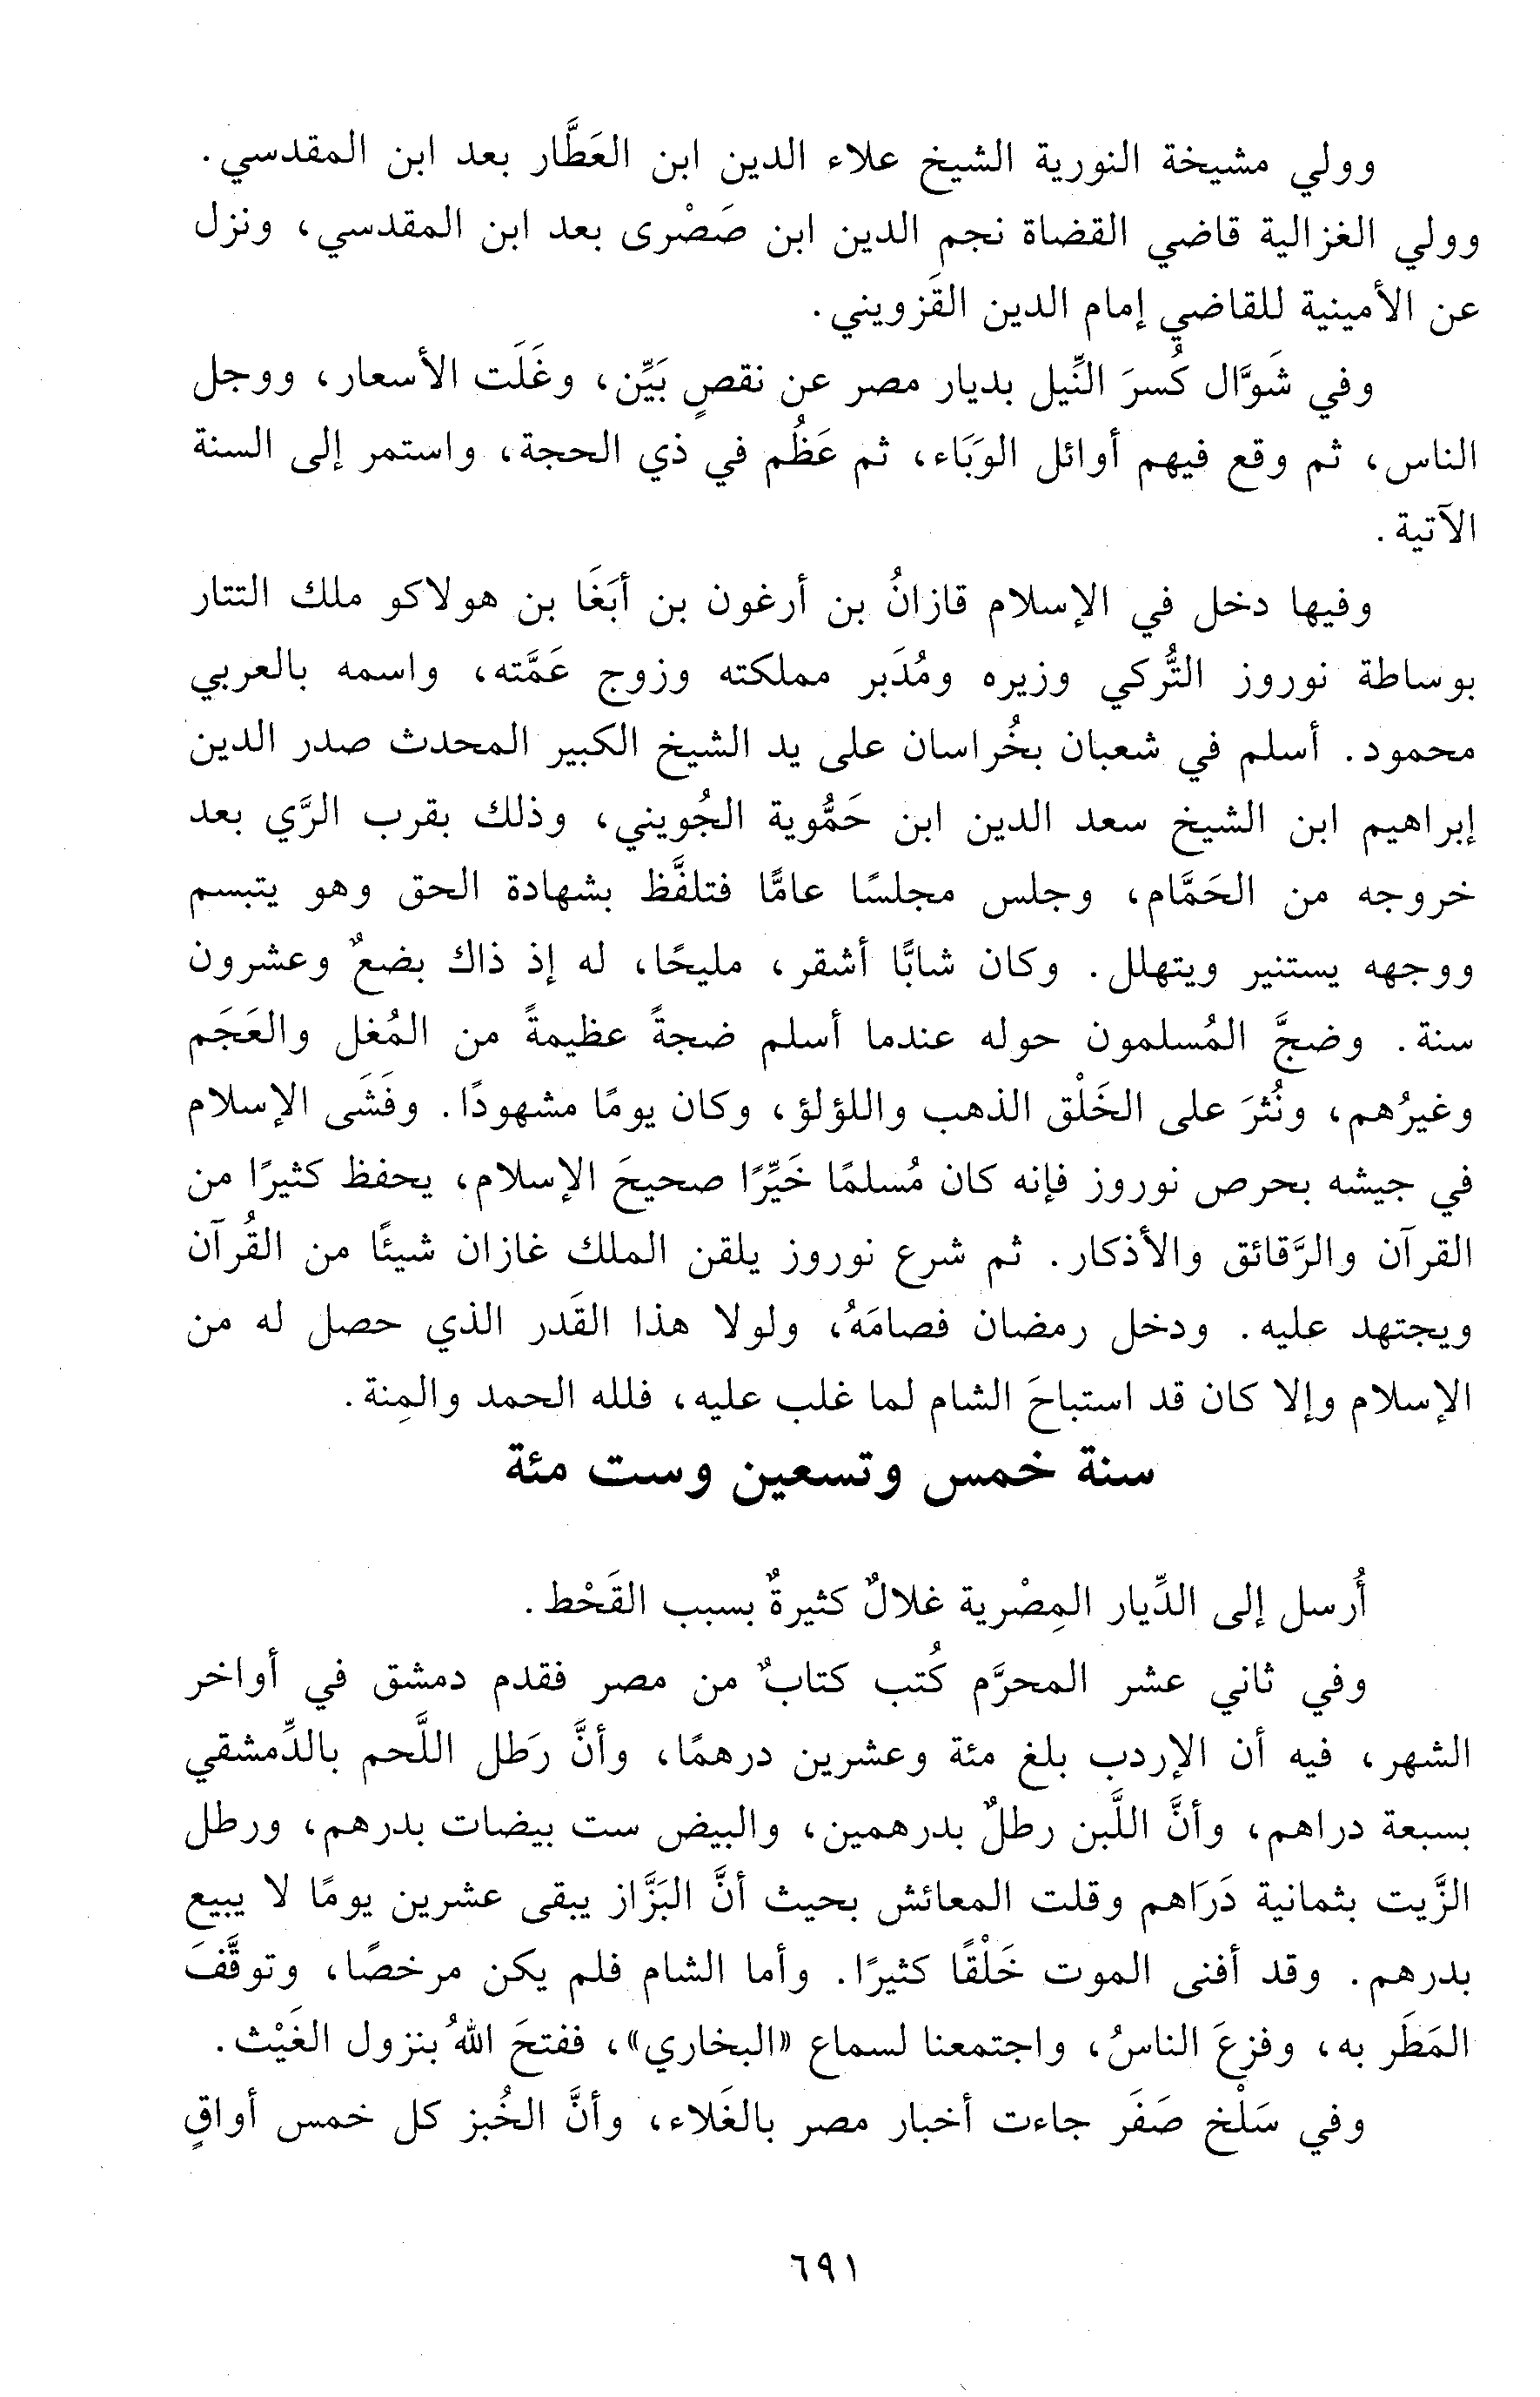 وولي مشيخة النورية الشيخ علاء الدين ابن العَطَّار بعد ابن المقدسي.
وولي الغزالية قاضي القضاة نجم الدين ابن صَصْرى بعد ابن المقدسي، ونزل
عن الأمينية للقاضي إمام الدين القَزويني.
وفي شَوَّال كُسرَ النِّيل بديار مصر عن نقصٍ بَيِّن، وغَلَت الأسعار، ووجل
الناس، ثم وقع فيهم أوائل الوَبَاء، ثم عَظُم في ذي الحجة، واستمر إلى السنة
الآتية.
وفيها دخل في الإسلام قازانُ بن أرغون بن أبَغَا بن هولاكو ملك التتار
بوساطة نوروز التُّركي وزيره ومُدَبر مملكته وزوج عَمَّته، واسمه بالعربي
محمود. أسلم في شعبان بخُراسان على يد الشيخ الكبير المحدث صدر الدين
إبراهيم ابن الشيخ سعد الدين ابن حَمُّوية الجُويني، وذلك بقرب الرَّي بعد
خروجه من الحَمَّام، وجلس مجلسًا عامًّا فتلفَّظ بشهادة الحق وهو يتبسم
ووجهه يستنير ويتهلل. وكان شابًّا أشقر، مليحًا، له إذ ذاك بضعٌ وعشرون
سنة. وضجَّ المُسلمون حوله عندما أسلم ضجةً عظيمةً من المُغل والعَجَم
وغيرُهم، ونُثرَ على الخَلْق الذهب واللؤلؤ، وكان يومًا مشهودًا. وفَشَى الإسلام
في جيشه بحرص نوروز فإنه كان مُسلمًا خَيِّرًا صحيحَ الإسلام، يحفظ كثيرًا من
القرآن والرَّقائق والأذكار. ثم شرع نوروز يلقن الملك غازان شيئًا من القُرآن
ويجتهد عليه. ودخل رمضان فصامَهُ، ولولا هذا القَدر الذي حصل له من
الإسلام وإلا كان قد استباحَ الشام لما غلب عليه، فلله الحمد والمِنة.
سنة خمس وتسعين وست مئة
أُرسل إلى الدِّيار المِصْرية غلالٌ كثيرةٌ بسبب القَحْط.
وفي ثاني عشر المحرَّم كُتب كتابٌ من مصر فقدم دمشق في أواخر
الشهر، فيه أن الإردب بلغ مئة وعشرين درهمًا، وأنَّ رَطل اللَّحم بالدِّمشقي
بسبعة دراهم، وأنَّ اللَّبن رطلٌ بدرهمين، والبيض ست بيضات بدرهم، ورطل
الزَّيت بثمانية دَرَاهم وقلت المعائش بحيث أنَّ البَزَّاز يبقى عشرين يومًا لا يبيع
بدرهم. وقد أفنى الموت خَلْقًا كثيرًا. وأما الشام فلم يكن مرخصًا، وتوقَّفَ
المَطَر به، وفزعَ الناسُ، واجتمعنا لسماع «البخاري»، ففتحَ اللهُ بنزول الغَيْث.
وفي سَلْخ صَفَر جاءت أخبار مصر بالغَلاء، وأنَّ الخُبز كل خمس أواقٍ
٦٩١